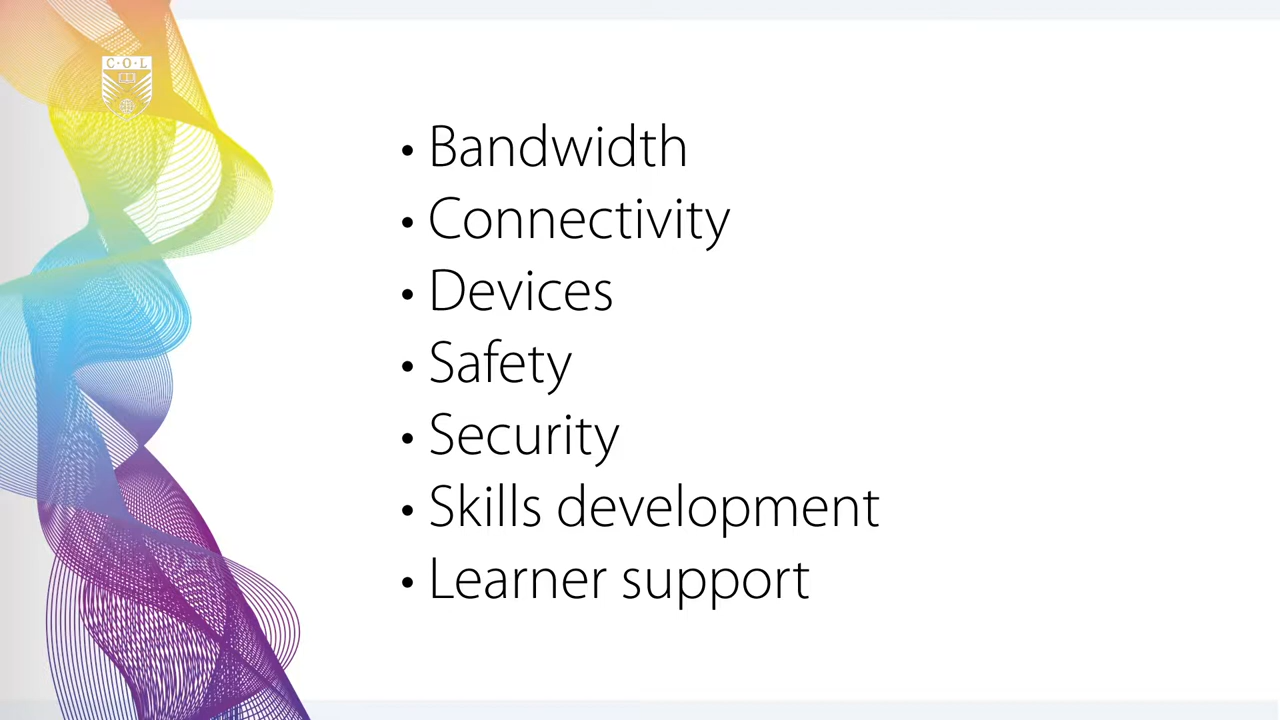 C·O·L
• Bandwidth
• Connectivity
• Devices
• Safety
• Security
• Skills development
• Learner support